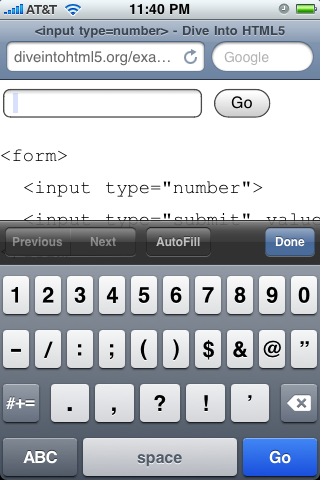 AT&T 11:40 PM
<input type=number> - Dive Into HTML5
diveintohtml5.org/exa... Google
Go
<form>
<input type="number">
<input type="submit" value
Previous Next AutoFill Done
1 2 3 4 5 6 7 8 9 0
- / : ; ( ) $ & @ "
#+= . , ? ! '
ABC space Go